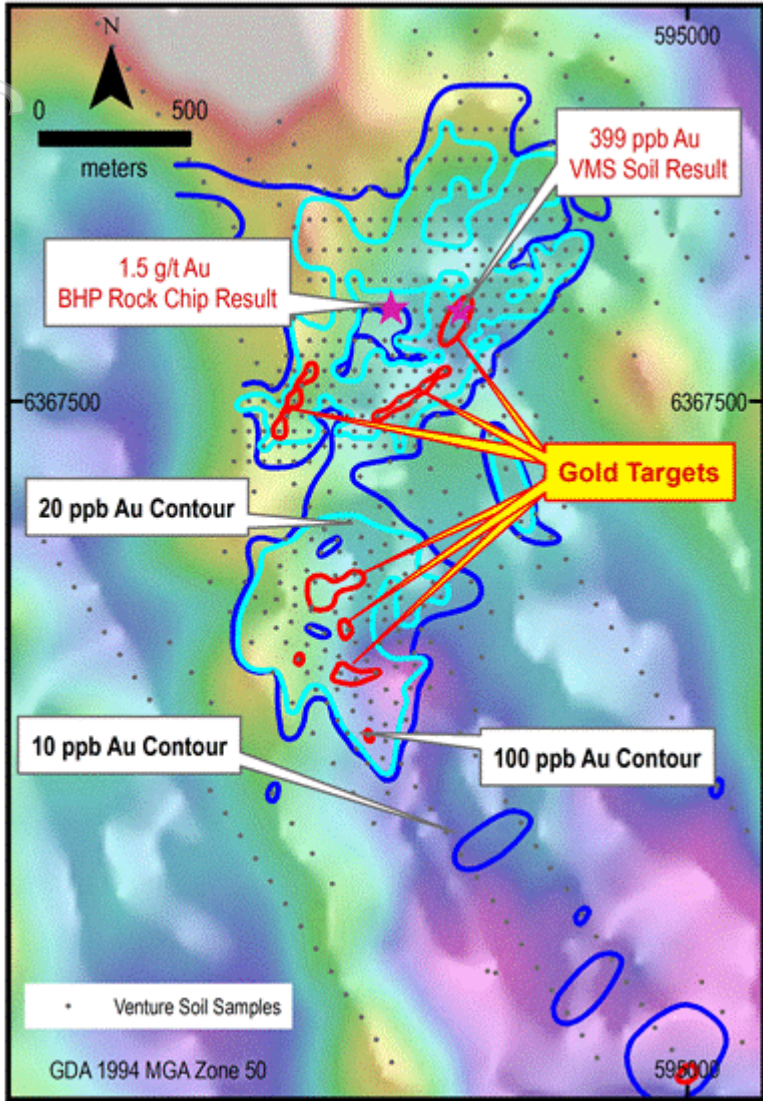 595000
N
0 500
meters
399 ppb Au
VMS Soil Result
1.5 g/t Au
BHP Rock Chip Result
6367500
6367500
Gold Targets
20 ppb Au Contour
10 ppb Au Contour
100 ppb Au Contour
Venture Soil Samples
GDA 1994 MGA Zone 50
595000